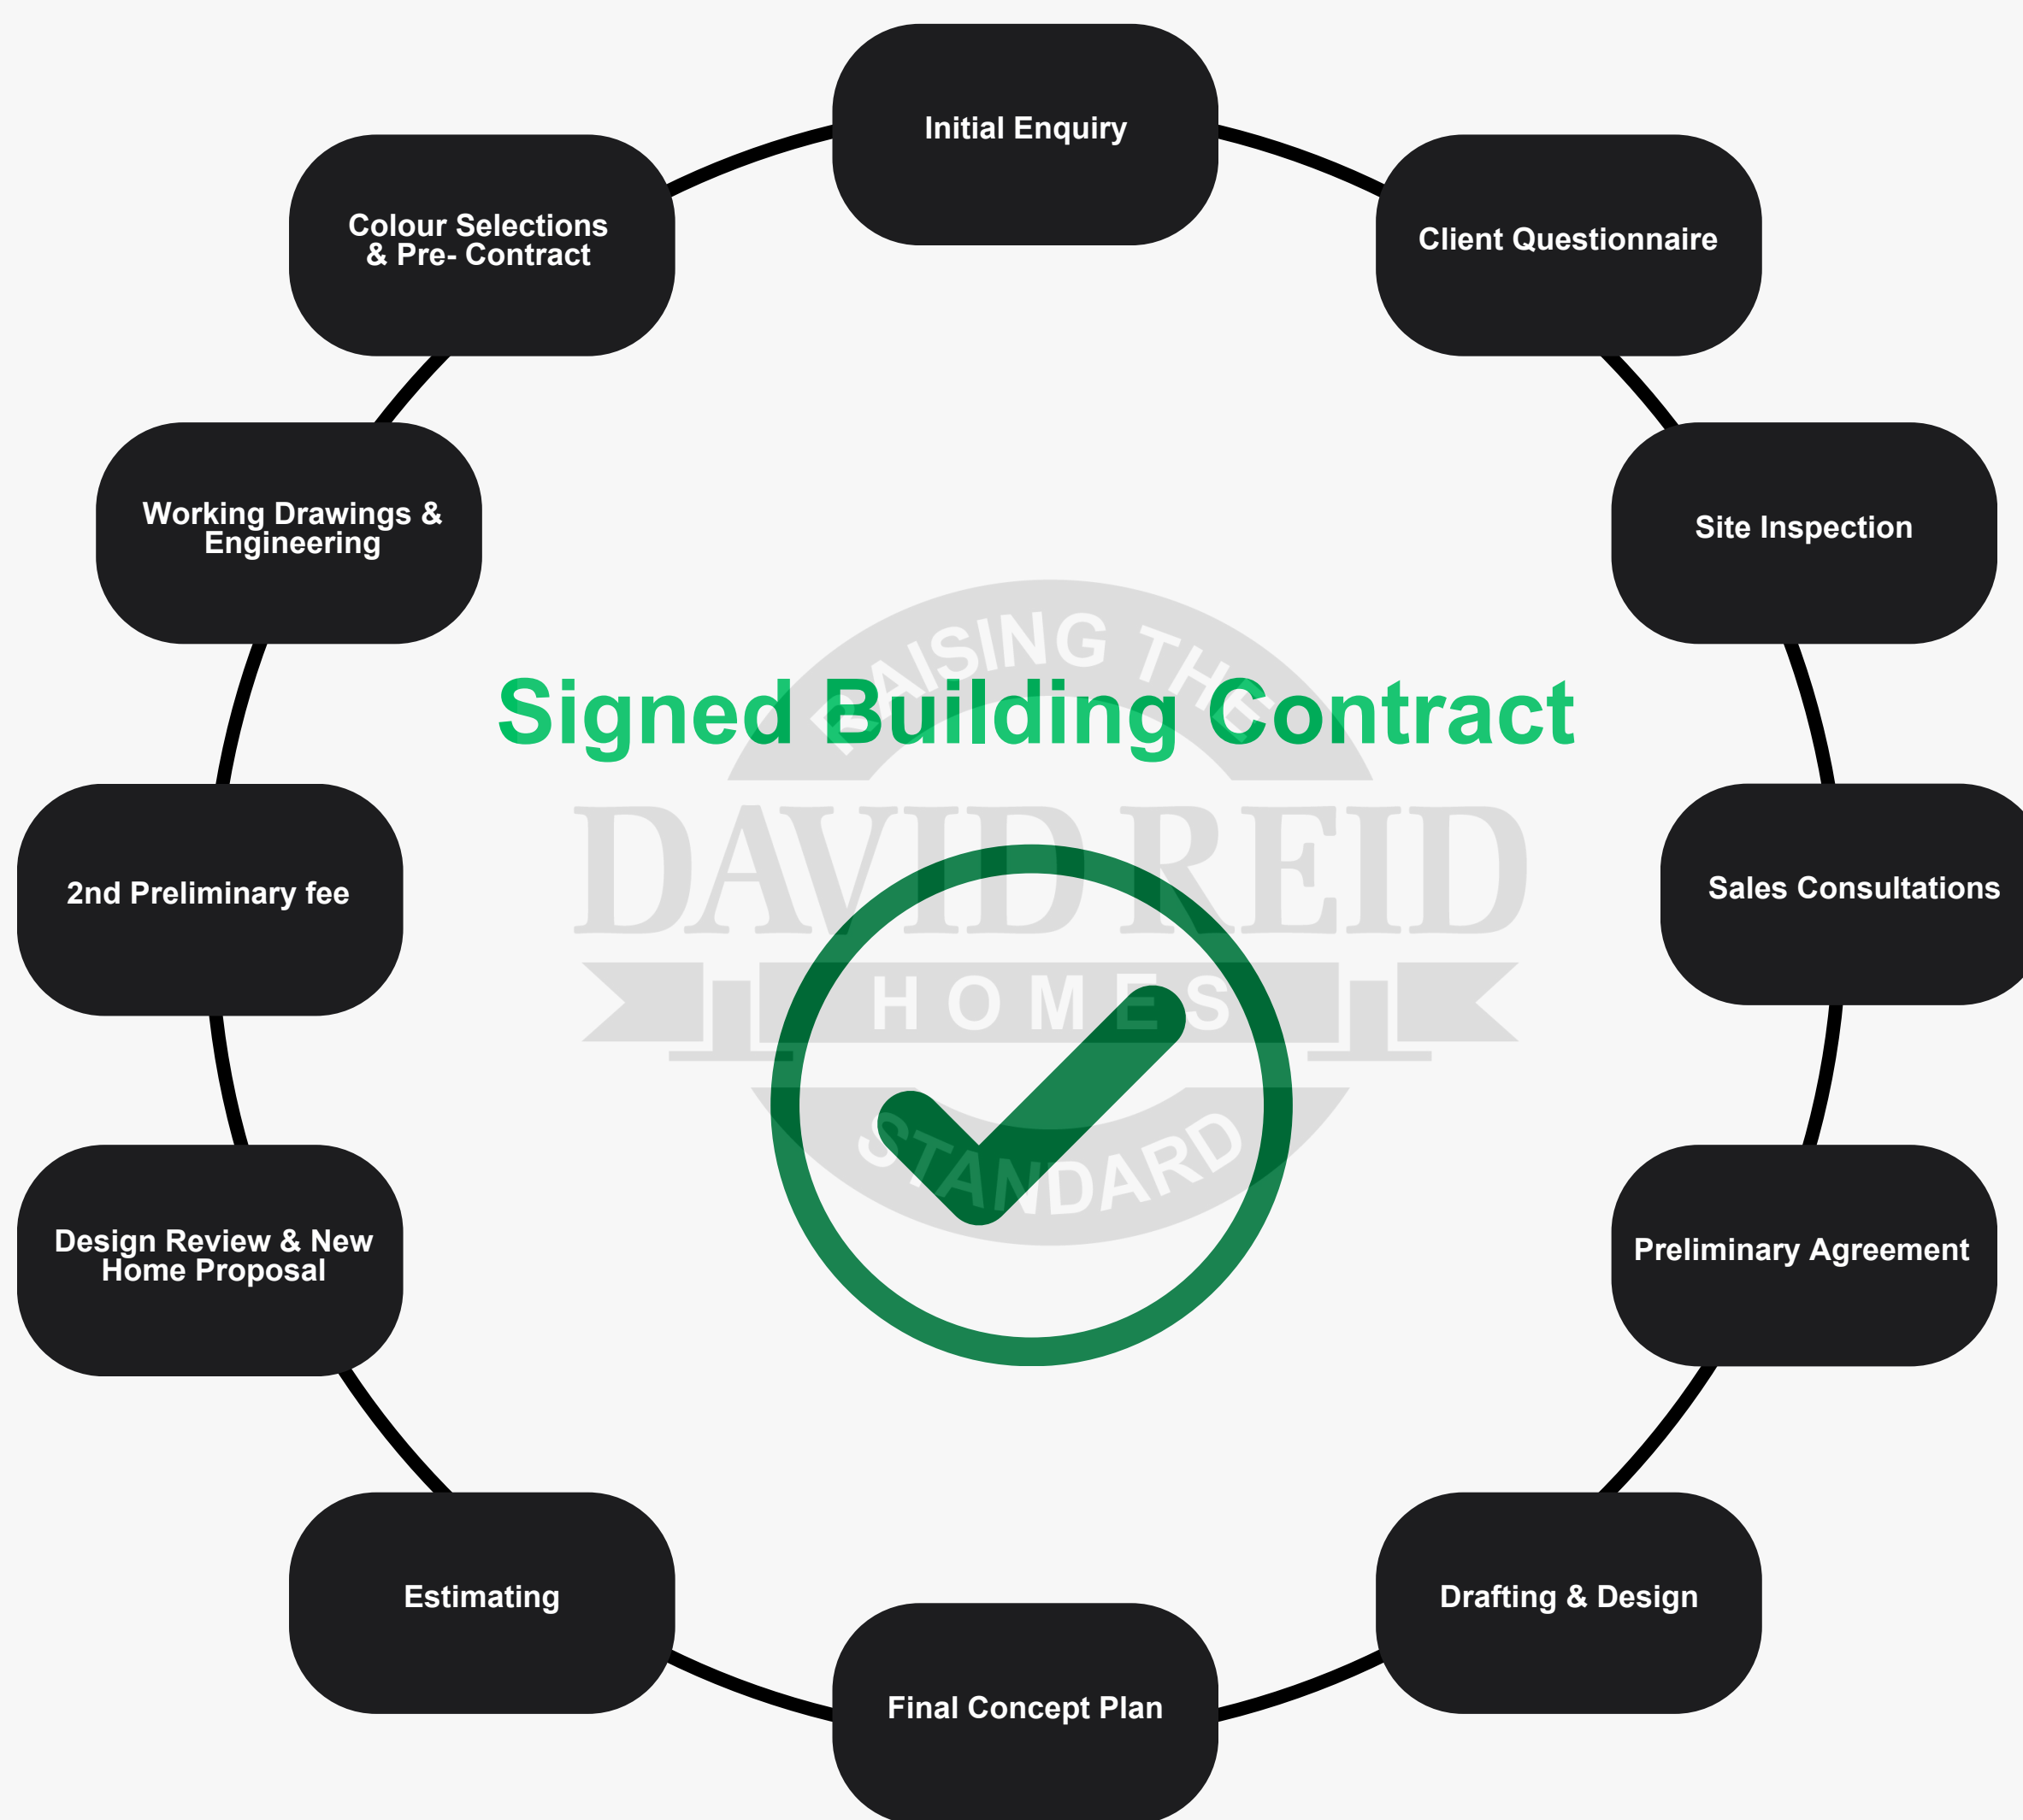 Initial Enquiry
Client Questionnaire
Site Inspection
Sales Consultations
Preliminary Agreement
Drafting & Design
Final Concept Plan
Estimating
Design Review & New
Home Proposal
2nd Preliminary fee
Working Drawings &
Engineering
Colour Selections
& Pre- Contract
Signed Building Contract
RAISING THE
DAVID REID
HOMES
STANDARD